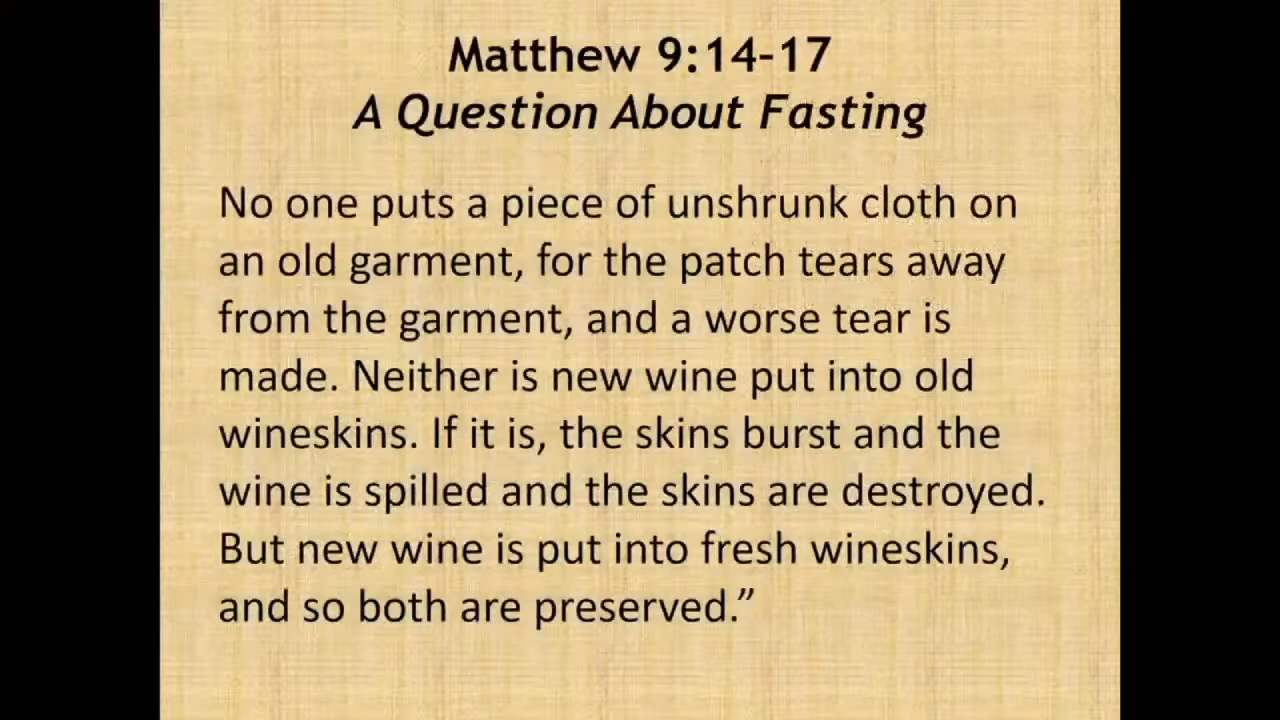 Matthew 9:14–17
A Question About Fasting
No one puts a piece of unshrunk cloth on
an old garment, for the patch tears away
from the garment, and a worse tear is
made. Neither is new wine put into old
wineskins. If it is, the skins burst and the
wine is spilled and the skins are destroyed.
But new wine is put into fresh wineskins,
and so both are preserved.”